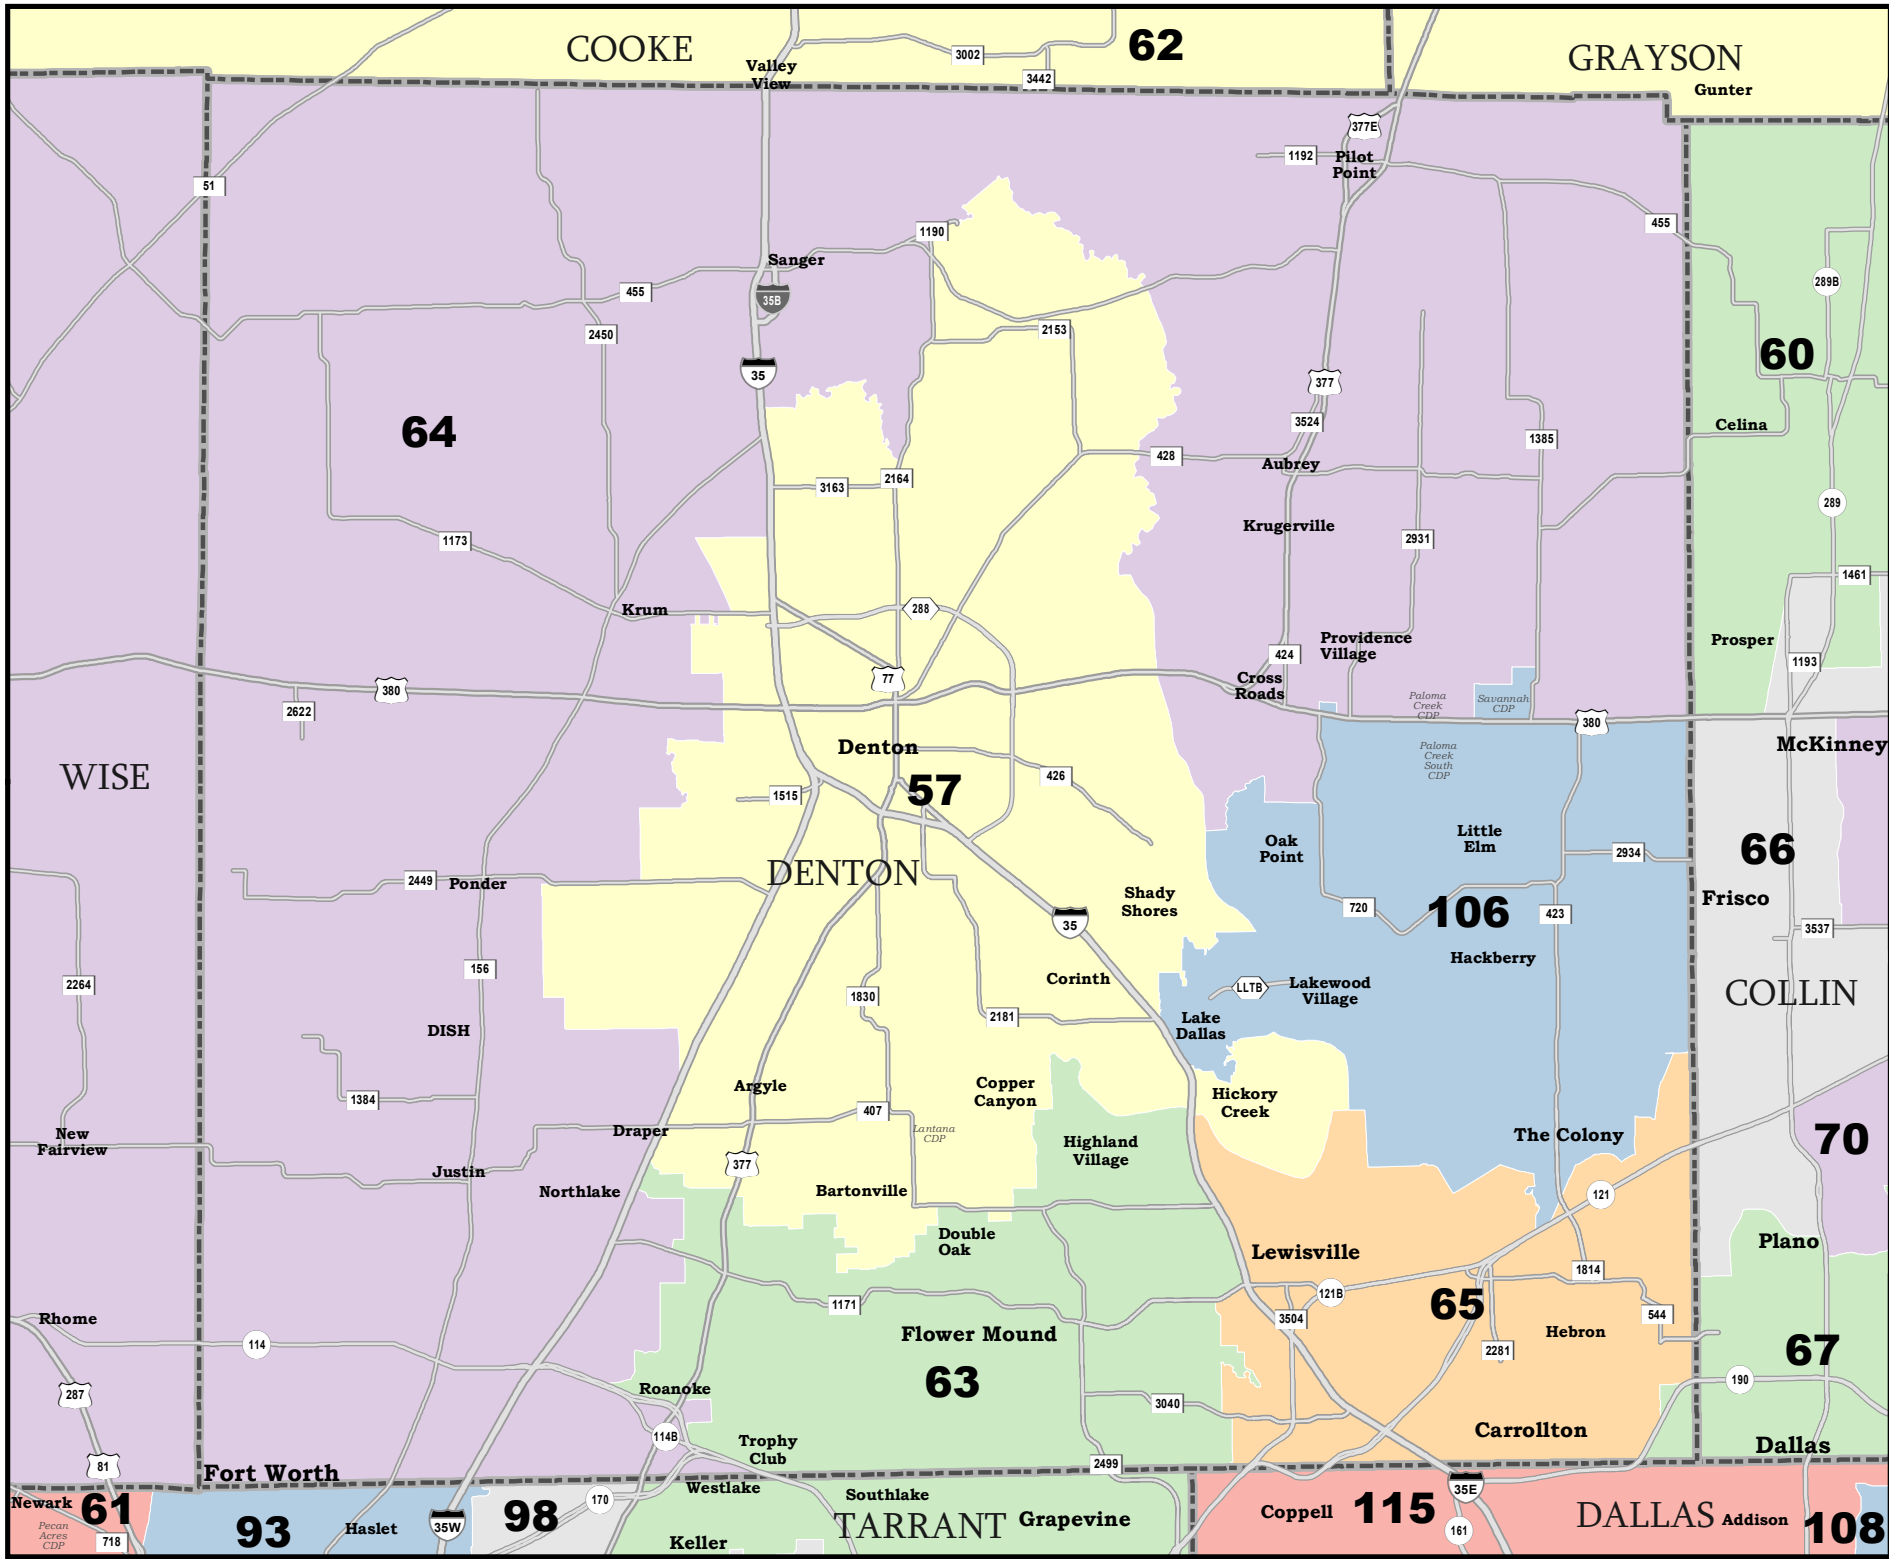 COOKE
62
GRAYSON
3002
Valley
View
3442
Gunter
377E
1192
Pilot
Point
51
455
1190
Sanger
289B
455
35B
2450
2153
60
35
377
64
3524
Celina
1385
428
Aubrey
2164
3163
289
Krugerville
1173
2931
1461
Krum
288
Providence
Village
Prosper
424
1193
77
Cross
Roads
380
Paloma
Creek
CDP
Savannah
CDP
2622
380
Denton
McKinney
Paloma
Creek
South
CDP
WISE
426
57
1515
Oak
Point
Little
Elm
66
2934
DENTON
2449
Ponder
Shady
Shores
Frisco
720
106
423
35
3537
Hackberry
156
Corinth
2264
1830
LLTB
Lakewood
Village
COLLIN
2181
Lake
Dallas
DISH
Argyle
Copper
Canyon
Hickory
Creek
1384
407
New
Fairview
Draper
Lantana
CDP
Highland
Village
The Colony
70
377
Justin
Northlake
Bartonville
121
Double
Oak
Lewisville
Plano
1814
121B
1171
65
Rhome
3504
544
Flower Mound
Hebron
114
2281
67
63
Roanoke
190
287
3040
114B
Trophy
Club
Carrollton
Dallas
81
Fort Worth
2499
Westlake
35E
Newark
61
170
Southlake
Coppell
115
DALLAS
Addison
108
93
Haslet
35W
98
TARRANT
Grapevine
161
Pecan
Acres
CDP
718
Keller